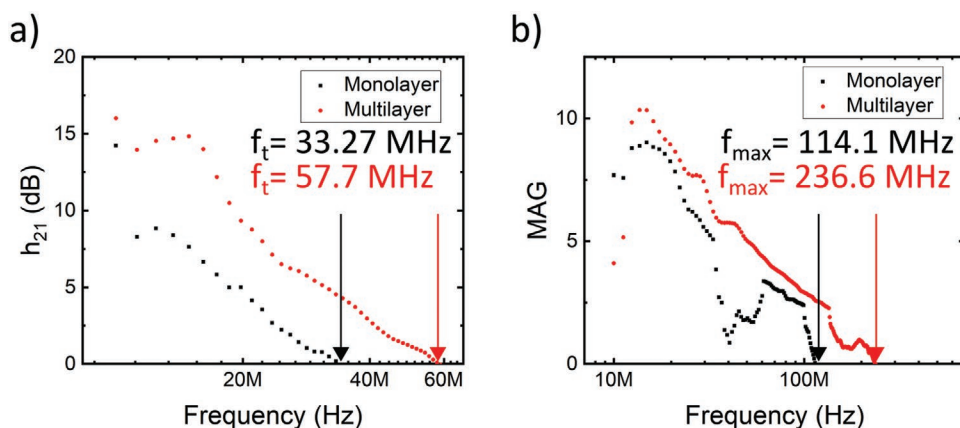 a)
20
15
10
5
0
h21 (dB)
Monolayer
Multilayer
ft= 33.27 MHz
ft= 57.7 MHz
20M 40M 60M
Frequency (Hz)
b)
10
5
0
MAG
Monolayer
Multilayer
fmax= 114.1 MHz
fmax= 236.6 MHz
10M 100M
Frequency (Hz)